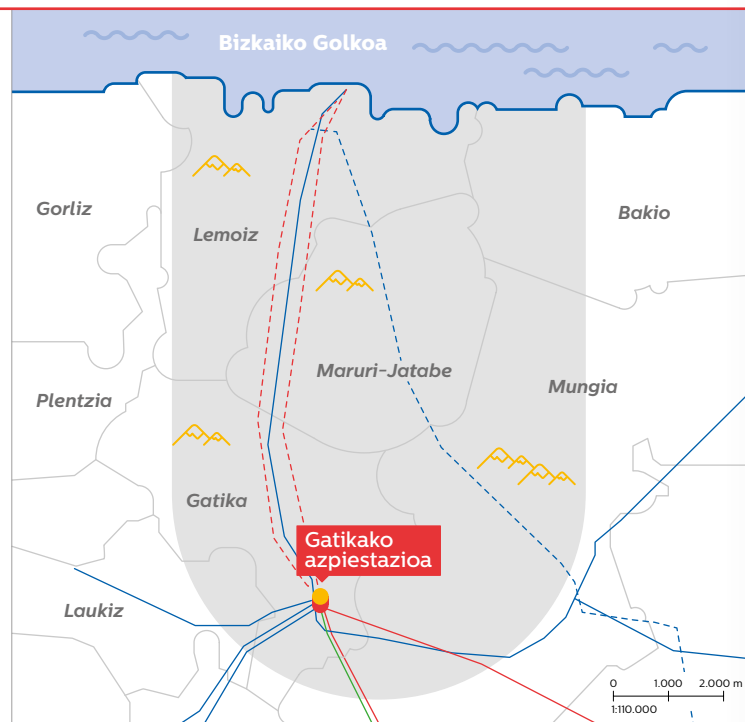 Bizkaiko Golkoa
Gorliz
Bakio
Lemoiz
Maruri-Jatabe
Mungia
Plentzia
Gatika
Gatikako
azpiestazioa
Laukiz
0 1.000 2.000 m
1:110.000